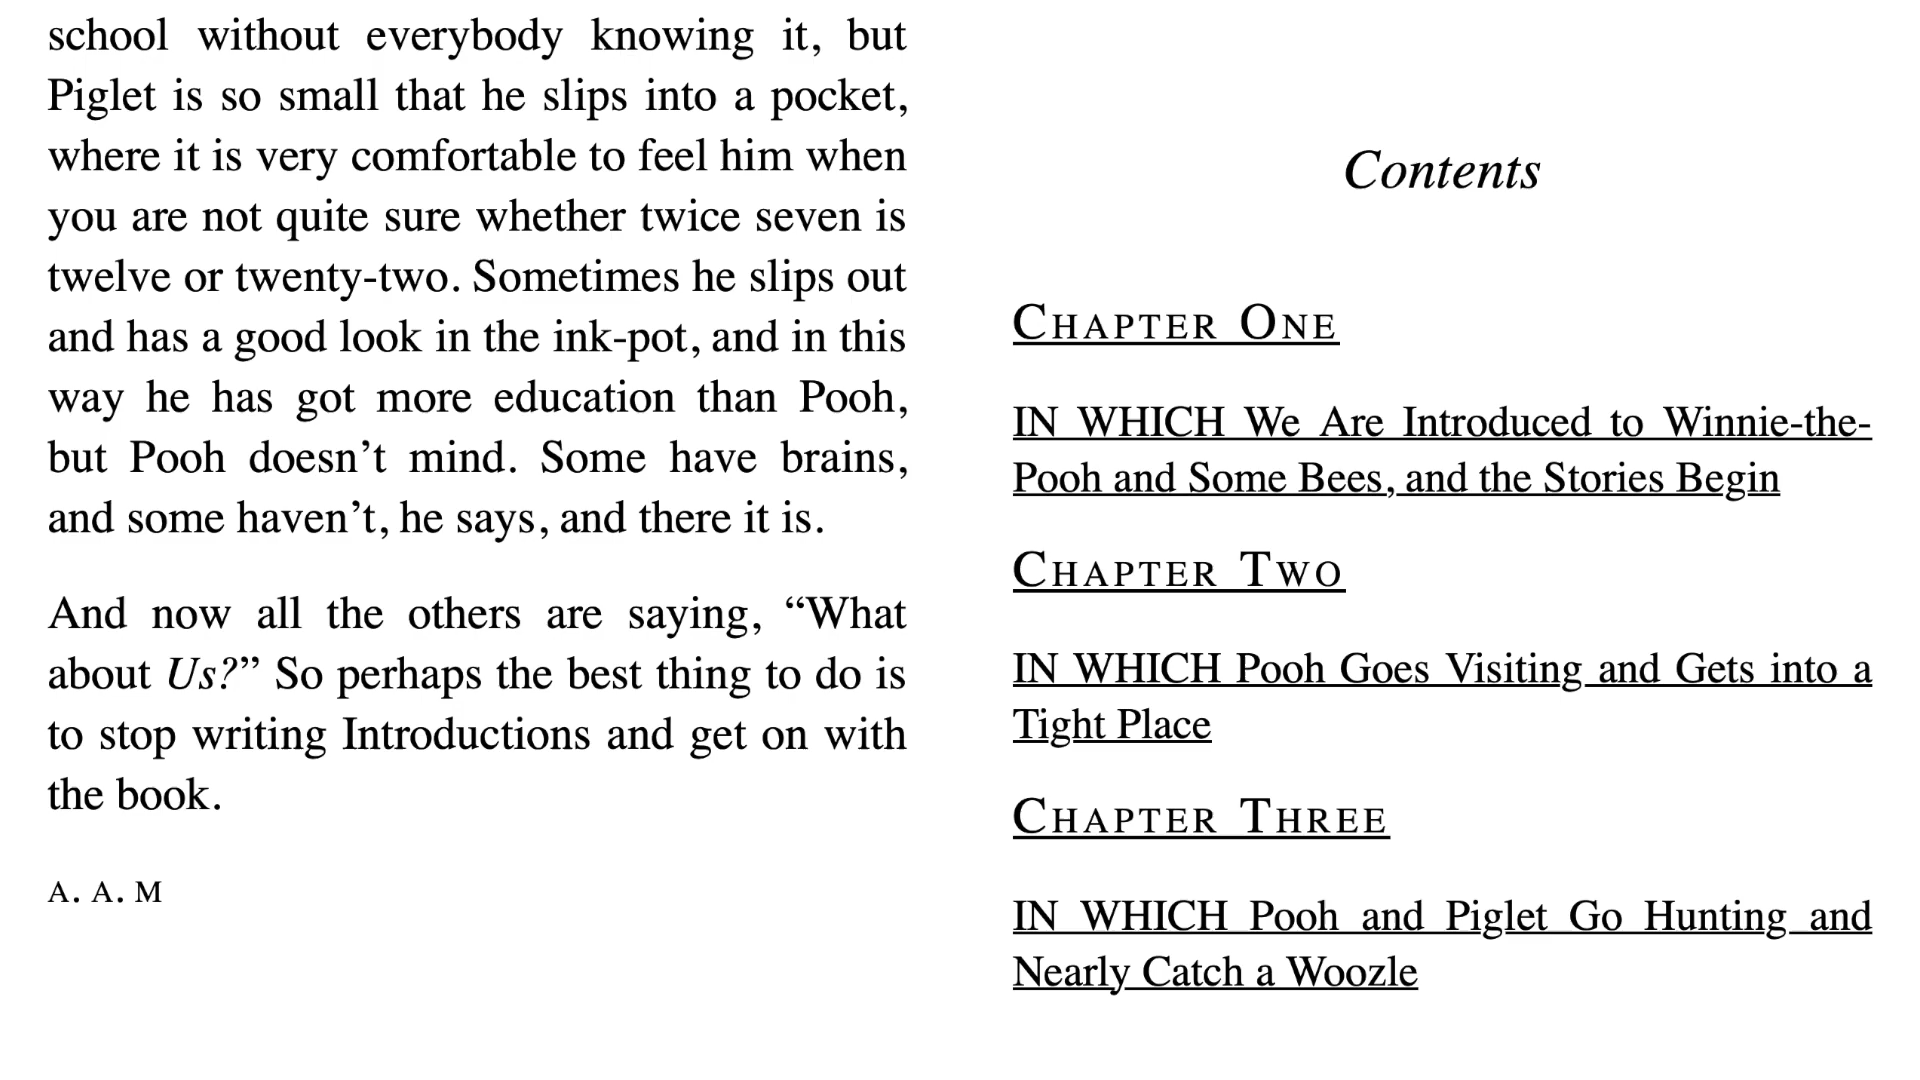 school without everybody knowing it, but
Piglet is so small that he slips into a pocket,
where it is very comfortable to feel him when
you are not quite sure whether twice seven is
twelve or twenty-two. Sometimes he slips out
and has a good look in the ink-pot, and in this
way he has got more education than Pooh,
but Pooh doesn’t mind. Some have brains,
and some haven’t, he says, and there it is.
And now all the others are saying, “What
about Us?” So perhaps the best thing to do is
to stop writing Introductions and get on with
the book.
A. A. M
Contents
Chapter One
IN WHICH We Are Introduced to Winnie-the-
Pooh and Some Bees, and the Stories Begin
Chapter Two
IN WHICH Pooh Goes Visiting and Gets into a
Tight Place
Chapter Three
IN WHICH Pooh and Piglet Go Hunting and
Nearly Catch a Woozle